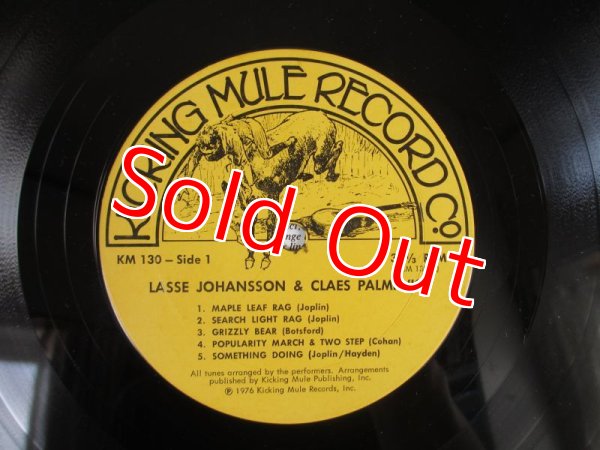 KICKING MULE RECORD Co.
Sold Out
KM 130 – Side 1
RPM
LASSE JOHANSSON & CLAES
1. MAPLE LEAF RAG (Joplin)
2. SEARCH LIGHT RAG (Joplin)
3. GRIZZLY BEAR (Botsford)
4. POPULARITY MARCH & TWO STEP (Cohan)
5. SOMETHING DOING (Joplin/Hayden)
All tunes arranged by the performers. Arrangements
published by Kicking Mule Publishing, Inc.
℗ 1976 Kicking Mule Records, Inc.